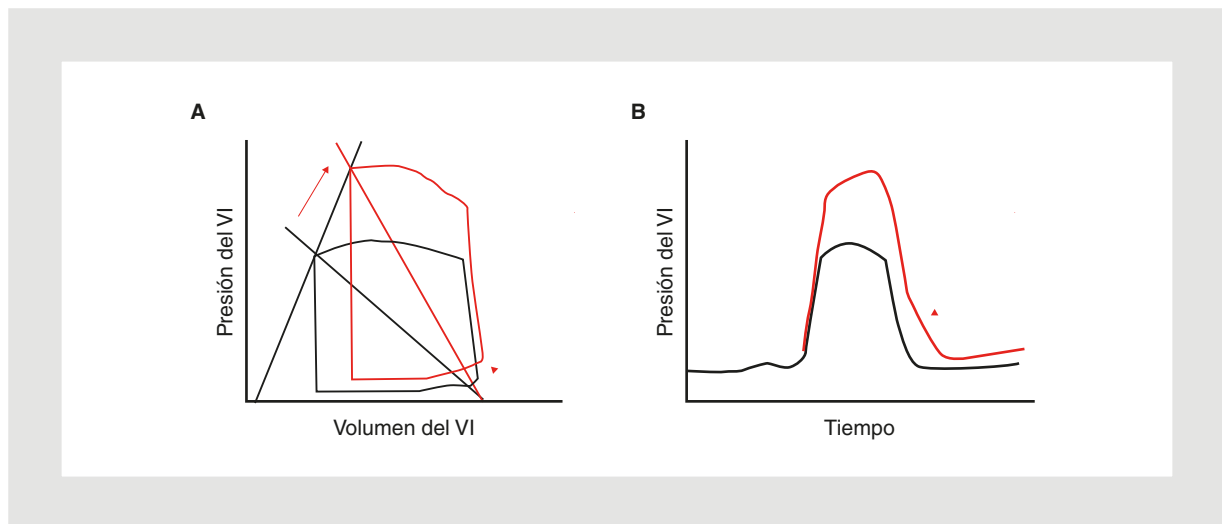 A
B
Presión del VI
Volumen del VI
Presión del VI
Tiempo